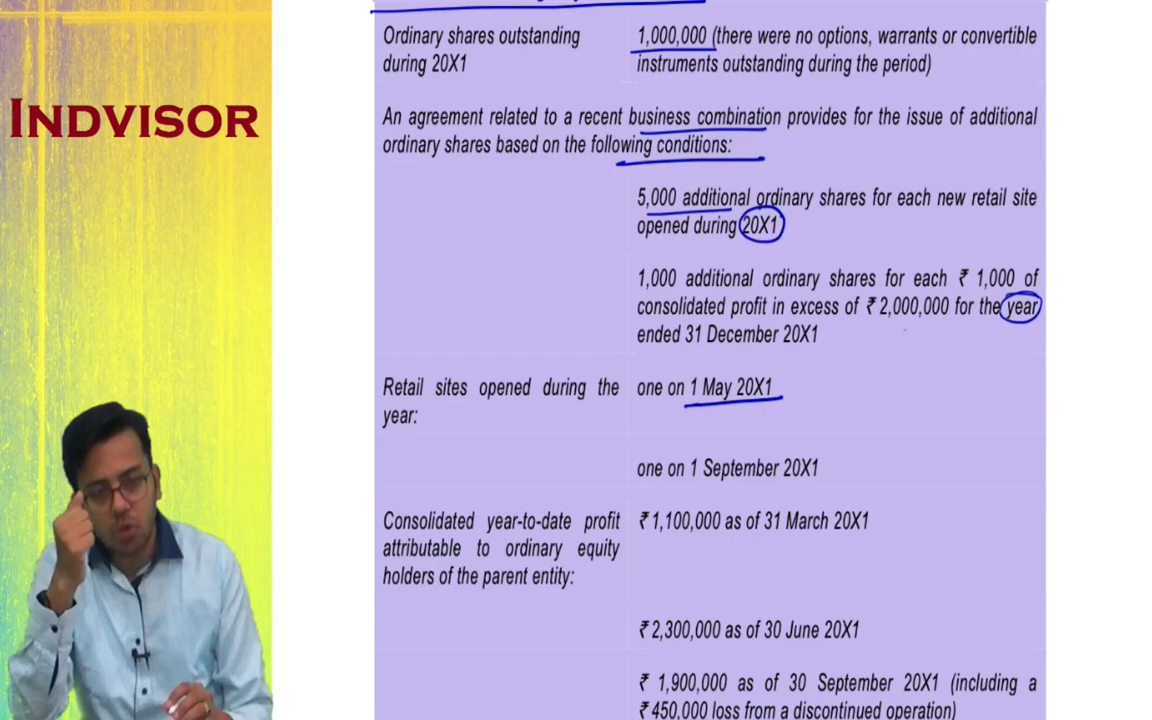 INDVISOR
Ordinary shares outstanding
during 20X1
1,000,000 (there were no options, warrants or convertible
instruments outstanding during the period)
An agreement related to a recent business combination provides for the issue of additional
ordinary shares based on the following conditions:
5,000 additional ordinary shares for each new retail site
opened during 20X1
1,000 additional ordinary shares for each ₹ 1,000 of
consolidated profit in excess of ₹ 2,000,000 for the year
ended 31 December 20X1
Retail sites opened during the
year:
one on 1 May 20X1
one on 1 September 20X1
Consolidated year-to-date profit
attributable to ordinary equity
holders of the parent entity:
₹ 1,100,000 as of 31 March 20X1
₹ 2,300,000 as of 30 June 20X1
₹ 1,900,000 as of 30 September 20X1 (including a
₹ 450,000 loss from a discontinued operation)